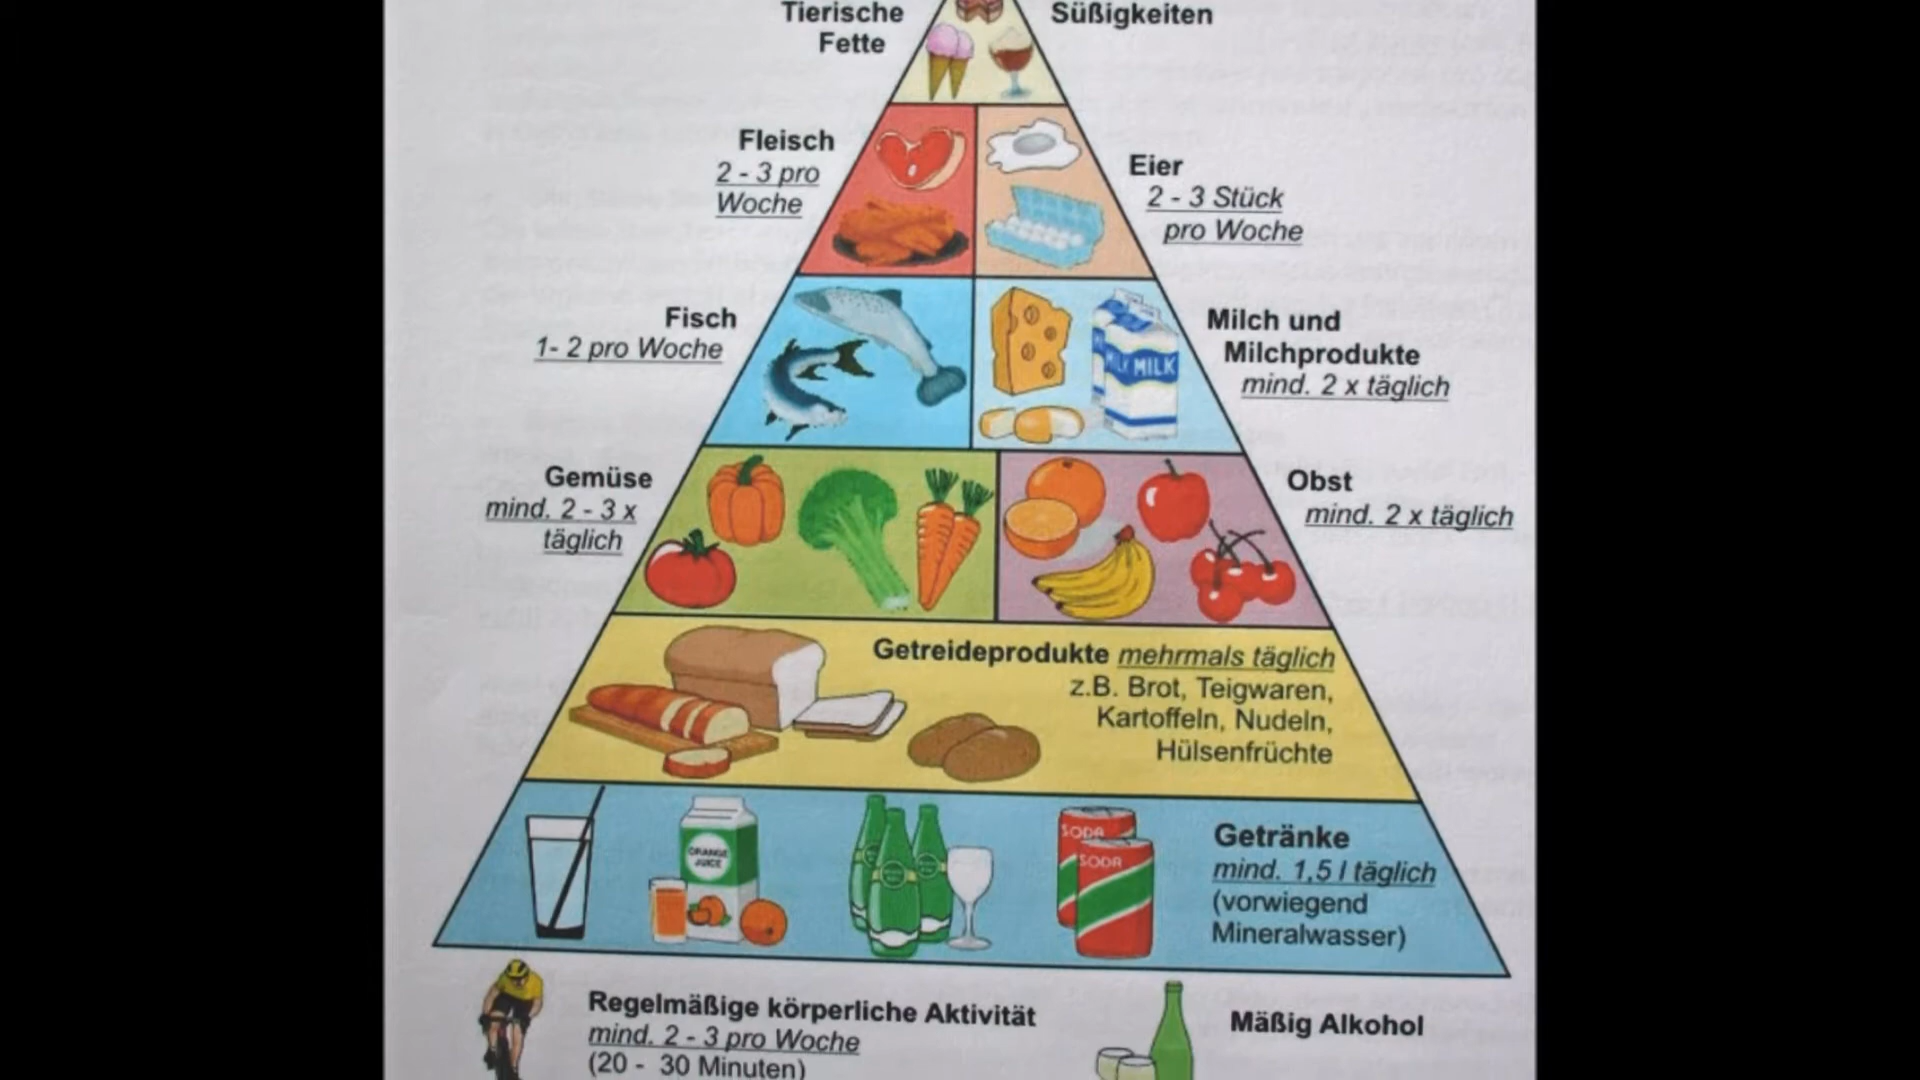 Tierische
Fette
Süßigkeiten
Fleisch
2 - 3 pro
Woche
Eier
2 - 3 Stück
pro Woche
Fisch
1- 2 pro Woche
Milch und
Milchprodukte
mind. 2 x täglich
MILK
MILK
Gemüse
mind. 2 - 3 x
täglich
Obst
mind. 2 x täglich
Getreideprodukte mehrmals täglich
z.B. Brot, Teigwaren,
Kartoffeln, Nudeln,
Hülsenfrüchte
ORANGE
JUICE
SODA
SODA
Getränke
mind. 1,5 l täglich
(vorwiegend
Mineralwasser)
Regelmäßige körperliche Aktivität
mind. 2 - 3 pro Woche
(20 - 30 Minuten)
Mäßig Alkohol